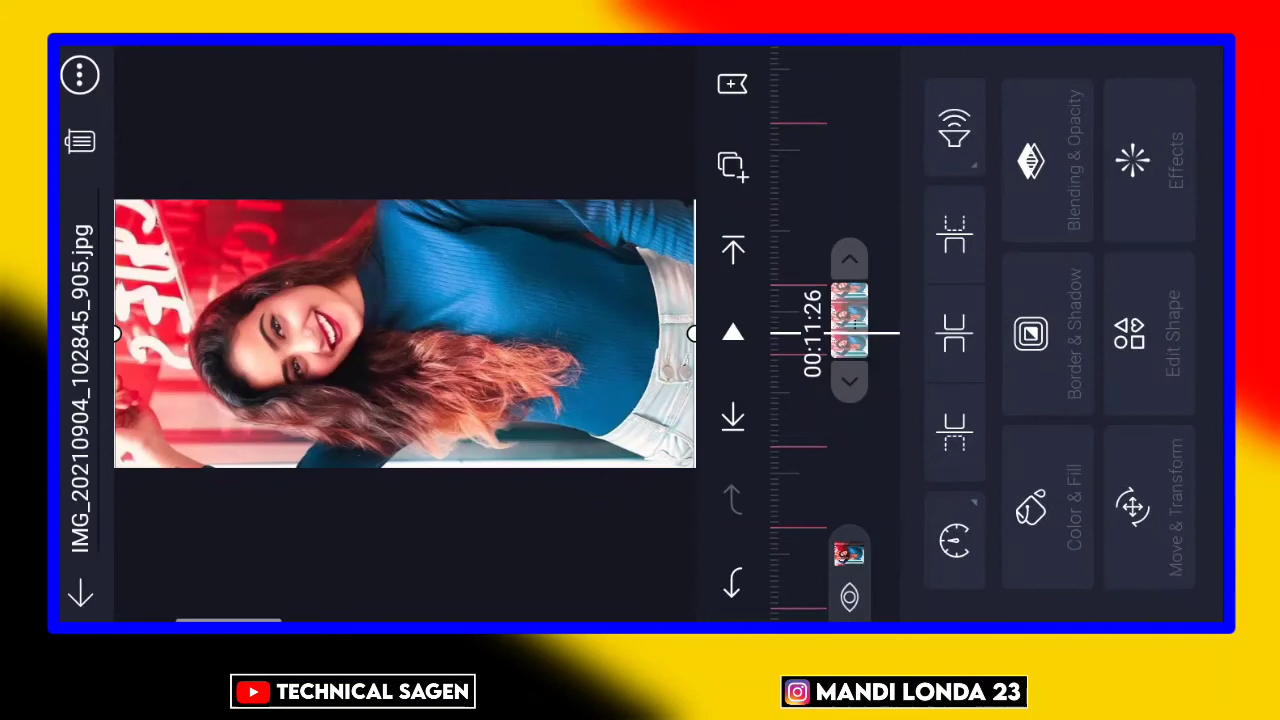 IMG_20210904_102845_905.jpg
00:11:26
Blending & Opacity
Effects
Border & Shadow
Edit Shape
Color & Fill
Move & Transform
TECHNICAL SAGEN
MANDI LONDA 23